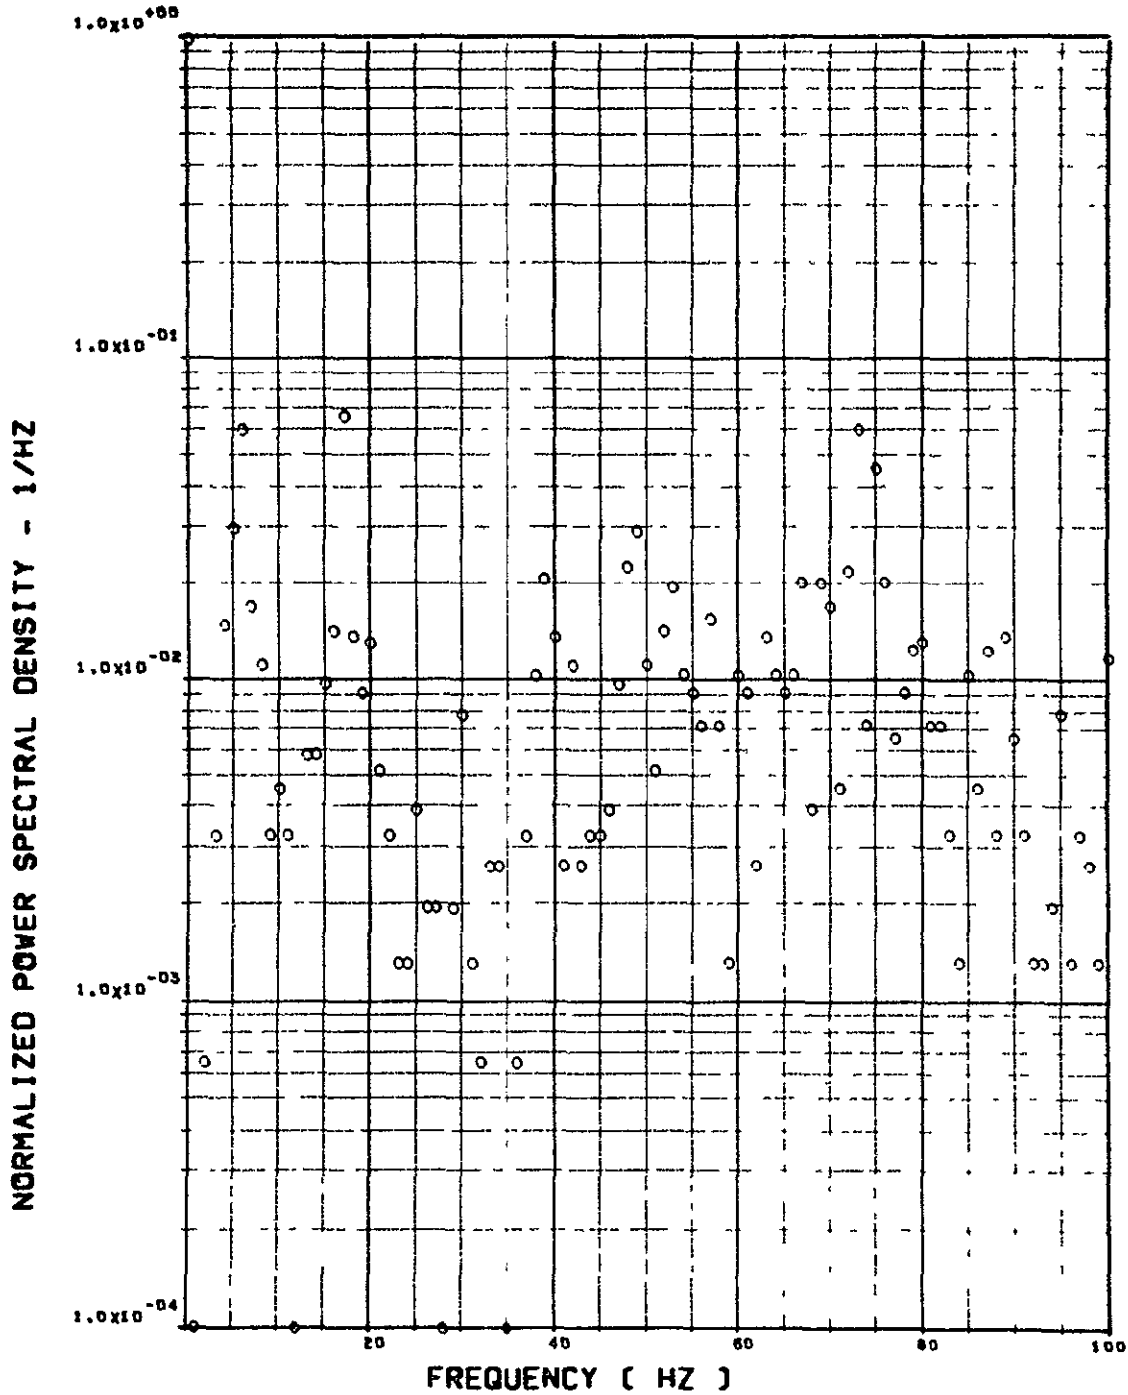 1.0X10+00
1.0X10-01
1.0X10-02
1.0X10-03
1.0X10-04
NORMALIZED POWER SPECTRAL DENSITY - 1/HZ
20 40 60 80 100
FREQUENCY ( HZ )